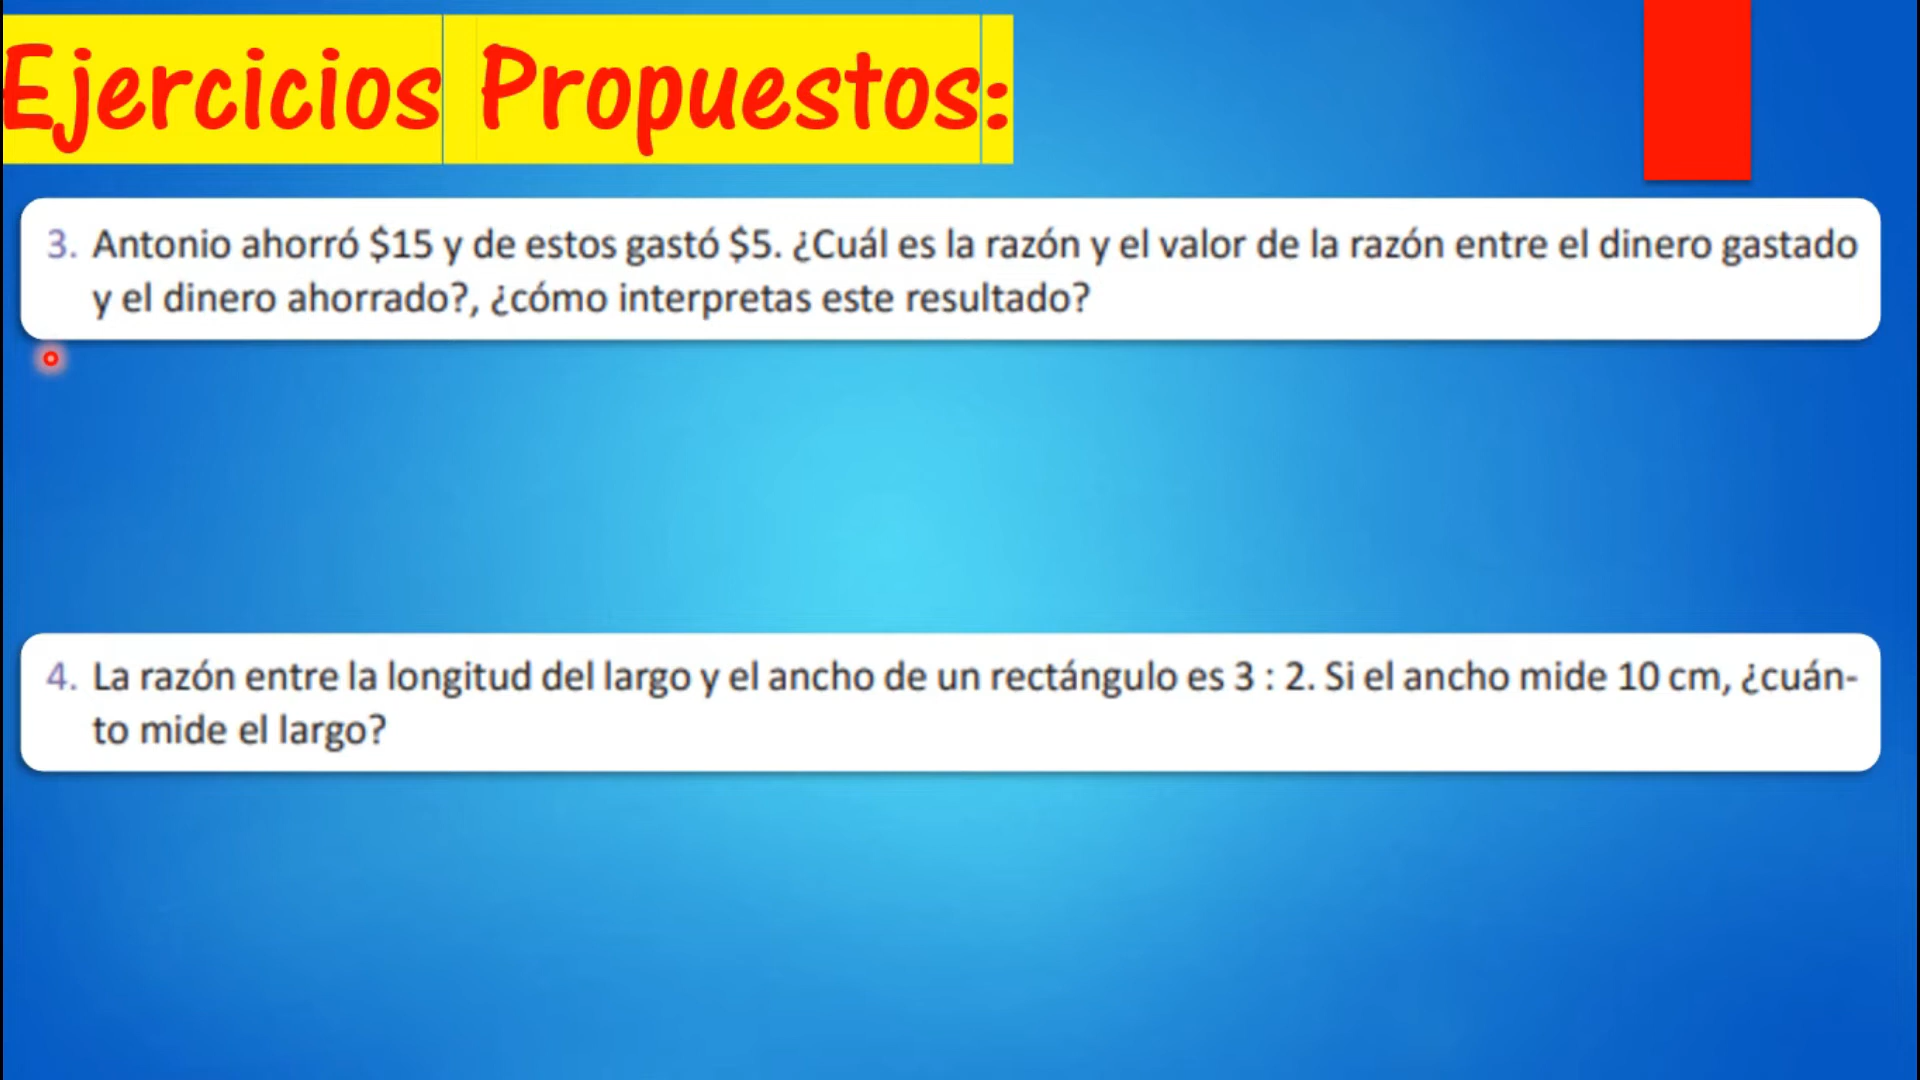 Ejercicios Propuestos:
3. Antonio ahorró $15 y de estos gastó $5. ¿Cuál es la razón y el valor de la razón entre el dinero gastado
y el dinero ahorrado?, ¿cómo interpretas este resultado?
4. La razón entre la longitud del largo y el ancho de un rectángulo es 3 : 2. Si el ancho mide 10 cm, ¿cuán-
to mide el largo?